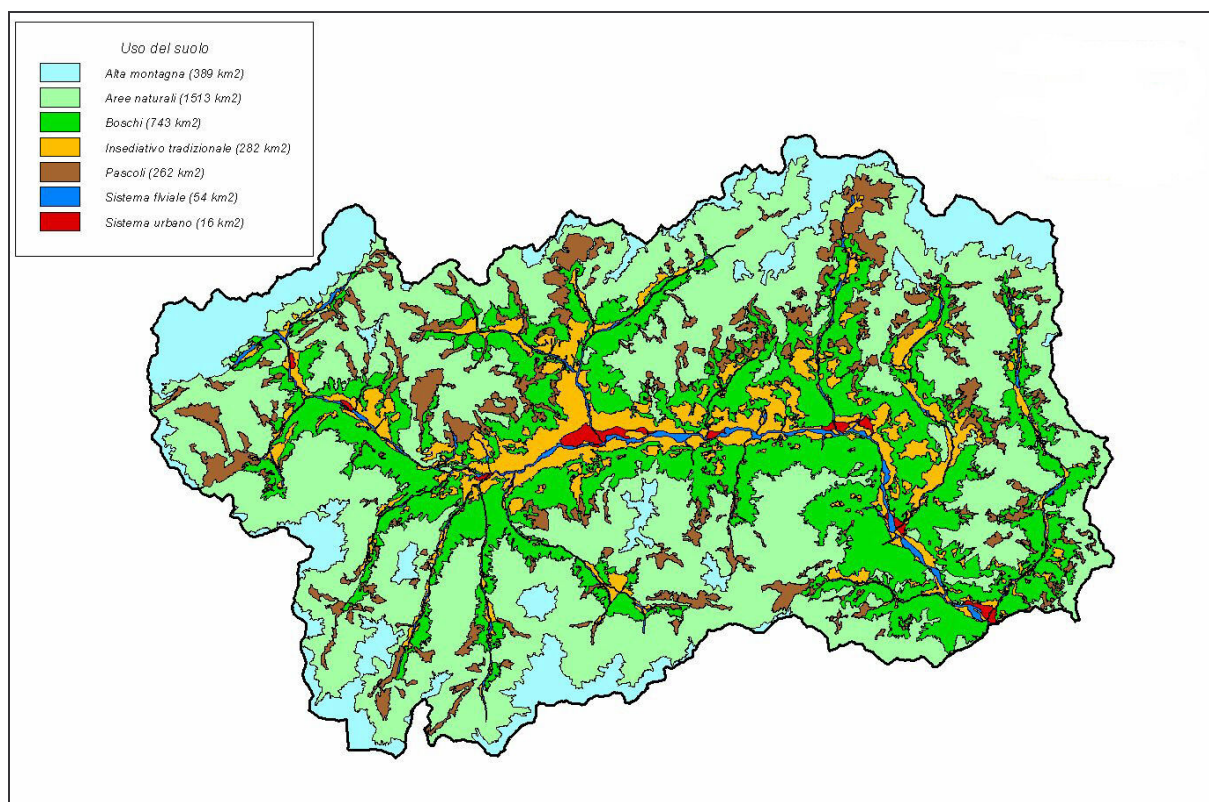 Uso del suolo
Alta montagna (389 km2)
Aree naturali (1513 km2)
Boschi (743 km2)
Insediativo tradizionale (282 km2)
Pascoli (262 km2)
Sistema flviale (54 km2)
Sistema urbano (16 km2)